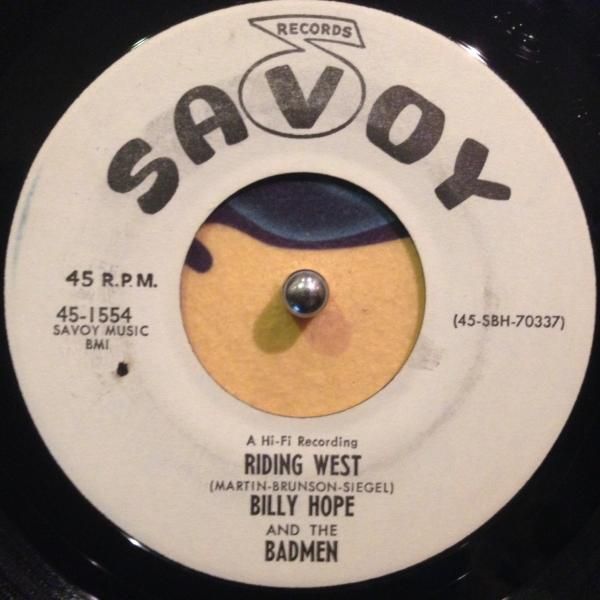 RECORDS
SAVOY
45 R.P.M.
45-1554
SAVOY MUSIC
BMI
(45-SBH-70337)
A Hi-Fi Recording
RIDING WEST
(MARTIN-BRUNSON-SIEGEL)
BILLY HOPE
AND THE
BADMEN